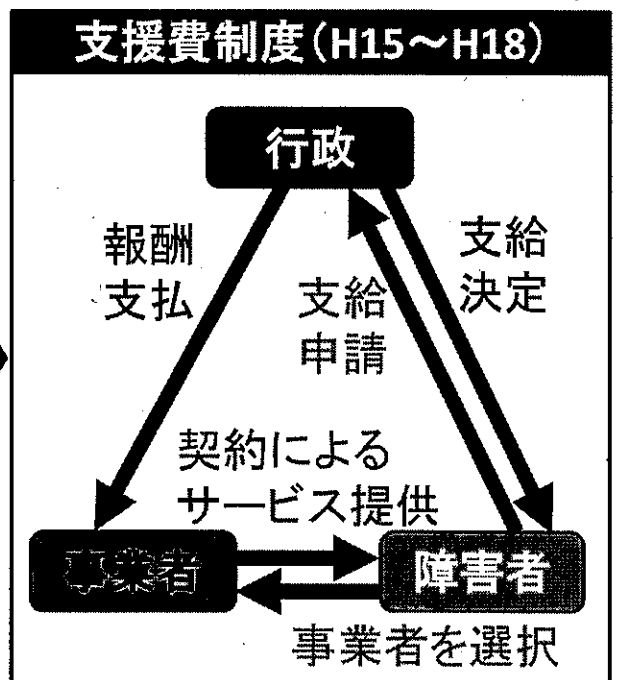 支援費制度(H15～H18)
行政
報酬
支払
支給
申請
支給
決定
契約による
サービス提供
事業者
障害者
事業者を選択